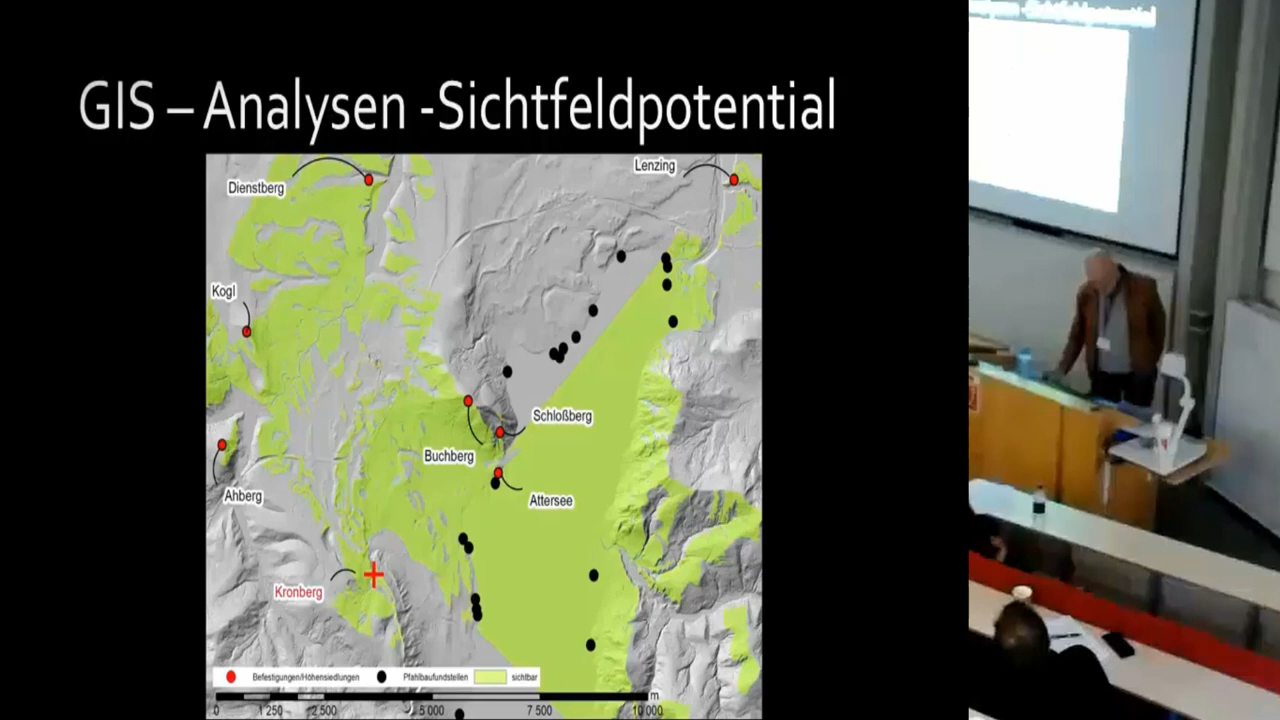 GIS – Analysen -Sichtfeldpotential
Lenzing
Dienstberg
Kogl
Schloßberg
Buchberg
Ahberg
Attersee
Kronberg
Befestigungen/Höhensiedlungen Pfahlbaufundstellen sichtbar
m
0 1 250 2 500 5 000 7 500 10 000
-Sichtfeldpotential